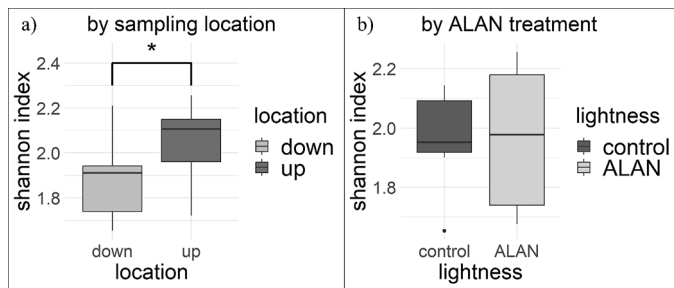 a) by sampling location
*
2.4
2.2
2.0
1.8
shannon index
down up
location
location
down
up
b) by ALAN treatment
2.2
2.0
1.8
shannon index
control ALAN
lightness
lightness
control
ALAN